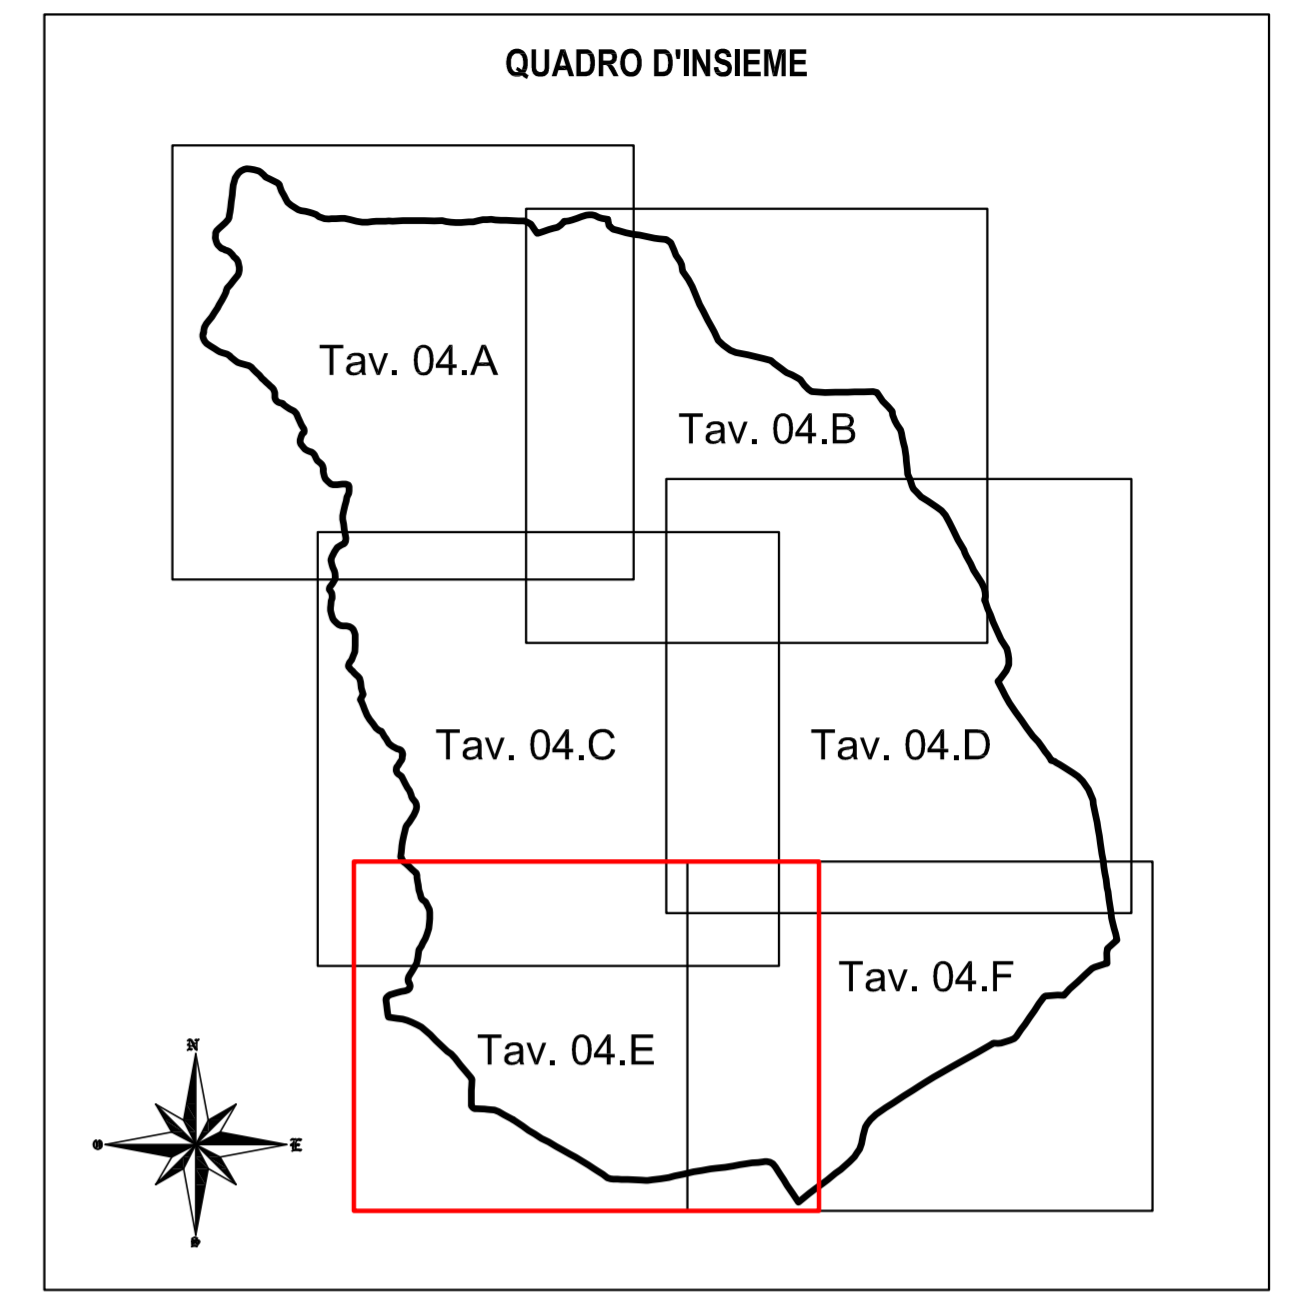 QUADRO D'INSIEME
Tav. 04.A
Tav. 04.B
Tav. 04.C
Tav. 04.D
Tav. 04.F
Tav. 04.E
N
O
E
S